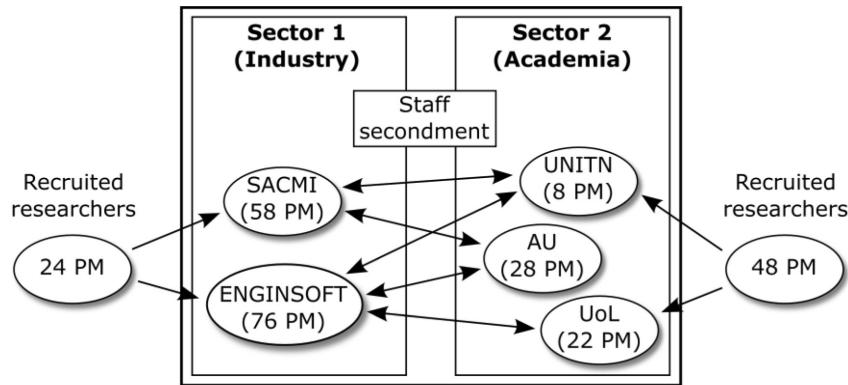 Sector 1
(Industry)
Sector 2
(Academia)
Staff
secondment
Recruited
researchers
24 PM
SACMI
(58 PM)
ENGINSOFT
(76 PM)
UNITN
(8 PM)
AU
(28 PM)
UoL
(22 PM)
Recruited
researchers
48 PM